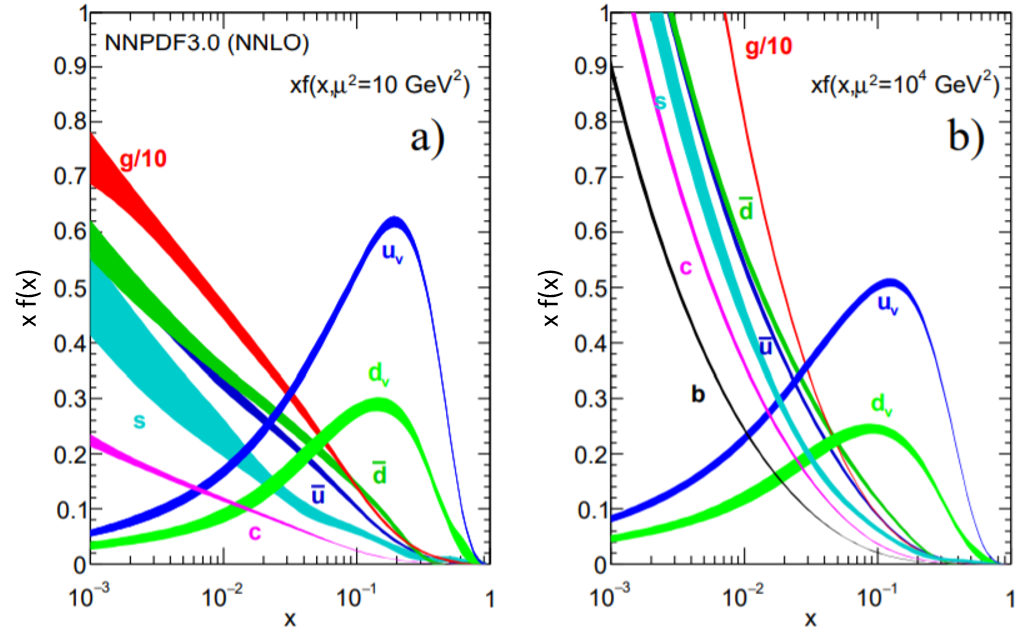 NNPDF3.0 (NNLO)
xf(x,μ²=10 GeV²)
a)
g/10
u_v
d_v
s
d̄
ū
c
x f(x)
1
0.9
0.8
0.7
0.6
0.5
0.4
0.3
0.2
0.1
0
10⁻³
10⁻²
10⁻¹
1
x
g/10
xf(x,μ²=10⁴ GeV²)
b)
s
d̄
c
u_v
ū
b
d_v
x f(x)
1
0.9
0.8
0.7
0.6
0.5
0.4
0.3
0.2
0.1
0
10⁻³
10⁻²
10⁻¹
1
x